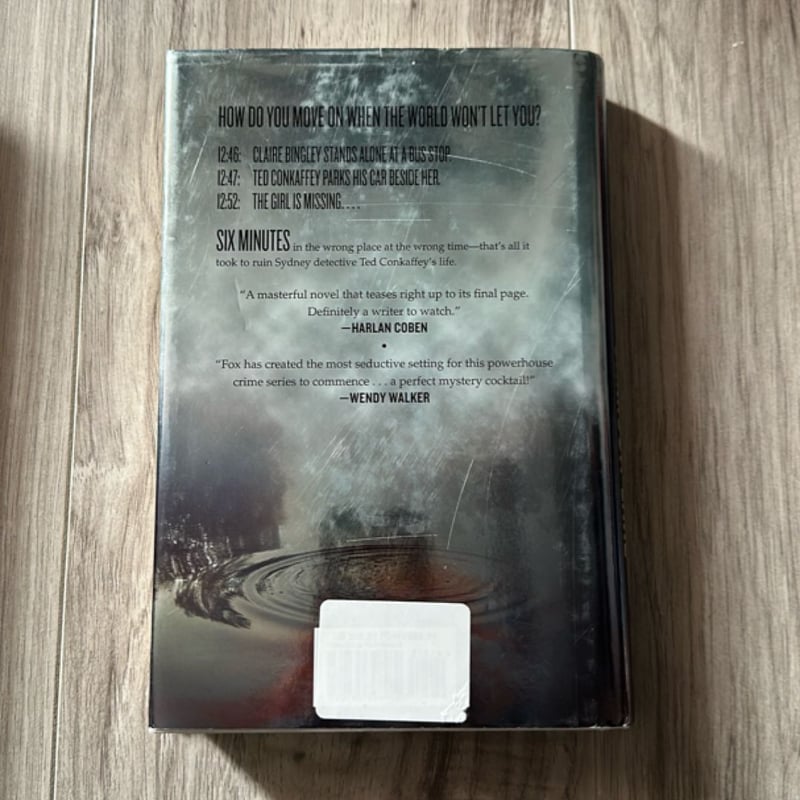 HOW DO YOU MOVE ON WHEN THE WORLD WON'T LET YOU?
12:46: CLAIRE BINGLEY STANDS ALONE AT A BUS STOP.
12:47: TED CONKAFFEY PARKS HIS CAR BESIDE HER.
12:52: THE GIRL IS MISSING....
SIX MINUTES in the wrong place at the wrong time—that's all it
took to ruin Sydney detective Ted Conkaffey's life.
"A masterful novel that teases right up to its final page.
Definitely a writer to watch."
—HARLAN COBEN
•
"Fox has created the most seductive setting for this powerhouse
crime series to commence . . . a perfect mystery cocktail!"
—WENDY WALKER